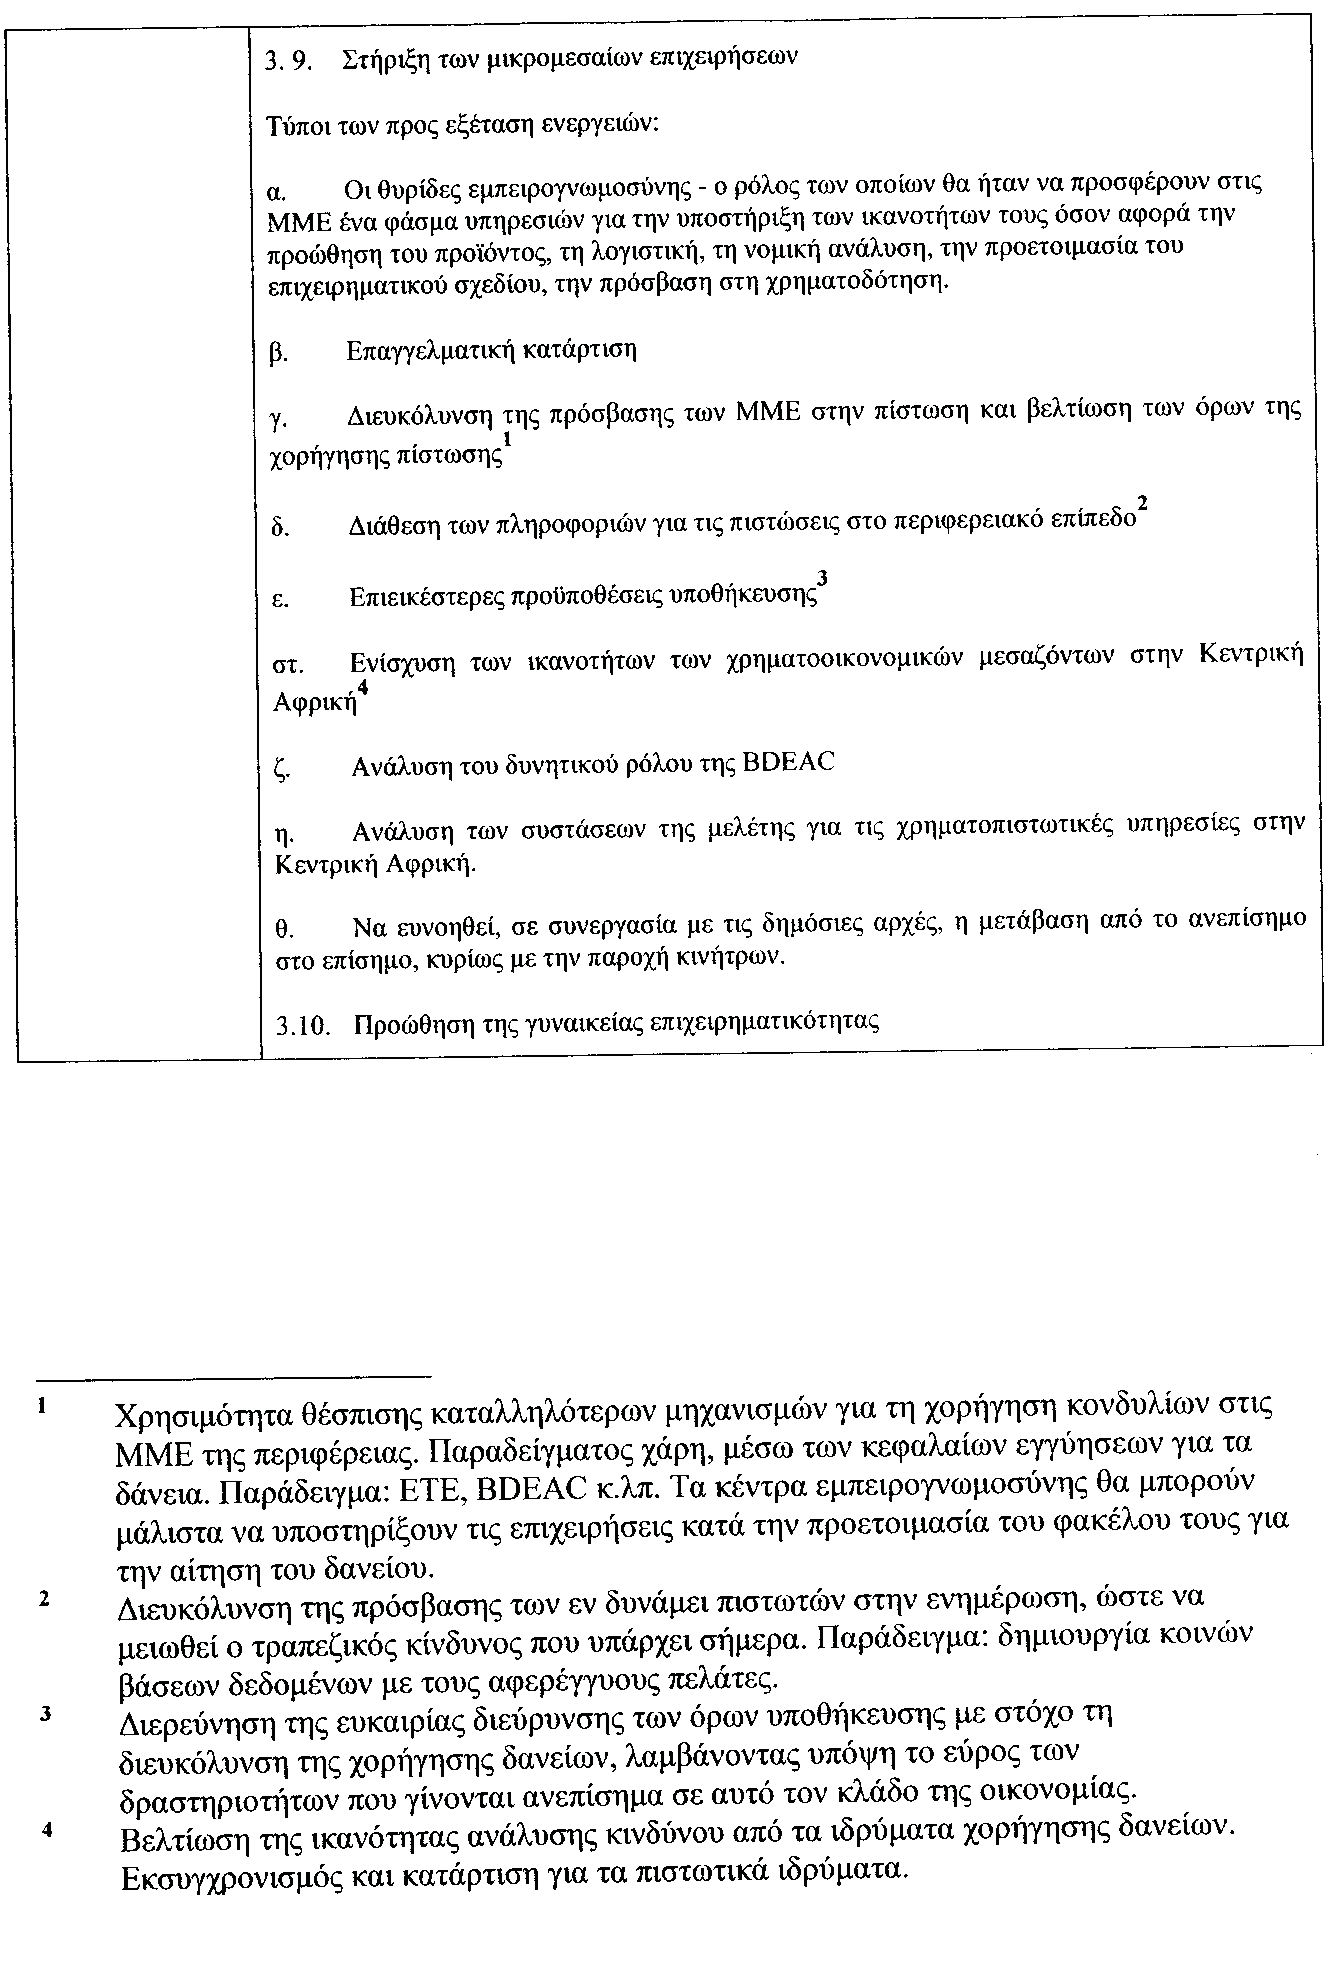 3. 9. Στήριξη των μικρομεσαίων επιχειρήσεων
Τύποι των προς εξέταση ενεργειών:
α. Οι θυρίδες εμπειρογνωμοσύνης - ο ρόλος των οποίων θα ήταν να προσφέρουν στις
ΜΜΕ ένα φάσμα υπηρεσιών για την υποστήριξη των ικανοτήτων τους όσον αφορά την
προώθηση του προϊόντος, τη λογιστική, τη νομική ανάλυση, την προετοιμασία του
επιχειρηματικού σχεδίου, την πρόσβαση στη χρηματοδότηση.
β. Επαγγελματική κατάρτιση
γ. Διευκόλυνση της πρόσβασης των ΜΜΕ στην πίστωση και βελτίωση των όρων της
χορήγησης πίστωσης1
δ. Διάθεση των πληροφοριών για τις πιστώσεις στο περιφερειακό επίπεδο2
ε. Επιεικέστερες προϋποθέσεις υποθήκευσης3
στ. Ενίσχυση των ικανοτήτων των χρηματοοικονομικών μεσαζόντων στην Κεντρική
Αφρική4
ζ. Ανάλυση του δυνητικού ρόλου της BDEAC
η. Ανάλυση των συστάσεων της μελέτης για τις χρηματοπιστωτικές υπηρεσίες στην
Κεντρική Αφρική.
θ. Να ευνοηθεί, σε συνεργασία με τις δημόσιες αρχές, η μετάβαση από το ανεπίσημο
στο επίσημο, κυρίως με την παροχή κινήτρων.
3.10. Προώθηση της γυναικείας επιχειρηματικότητας
1 Χρησιμότητα θέσπισης καταλληλότερων μηχανισμών για τη χορήγηση κονδυλίων στις
ΜΜΕ της περιφέρειας. Παραδείγματος χάρη, μέσω των κεφαλαίων εγγύησεων για τα
δάνεια. Παράδειγμα: ΕΤΕ, BDEAC κ.λπ. Τα κέντρα εμπειρογνωμοσύνης θα μπορούν
μάλιστα να υποστηρίξουν τις επιχειρήσεις κατά την προετοιμασία του φακέλου τους για
την αίτηση του δανείου.
2 Διευκόλυνση της πρόσβασης των εν δυνάμει πιστωτών στην ενημέρωση, ώστε να
μειωθεί ο τραπεζικός κίνδυνος που υπάρχει σήμερα. Παράδειγμα: δημιουργία κοινών
βάσεων δεδομένων με τους αφερέγγυους πελάτες.
3 Διερεύνηση της ευκαιρίας διεύρυνσης των όρων υποθήκευσης με στόχο τη
διευκόλυνση της χορήγησης δανείων, λαμβάνοντας υπόψη το εύρος των
δραστηριοτήτων που γίνονται ανεπίσημα σε αυτό τον κλάδο της οικονομίας.
4 Βελτίωση της ικανότητας ανάλυσης κινδύνου από τα ιδρύματα χορήγησης δανείων.
Εκσυγχρονισμός και κατάρτιση για τα πιστωτικά ιδρύματα.